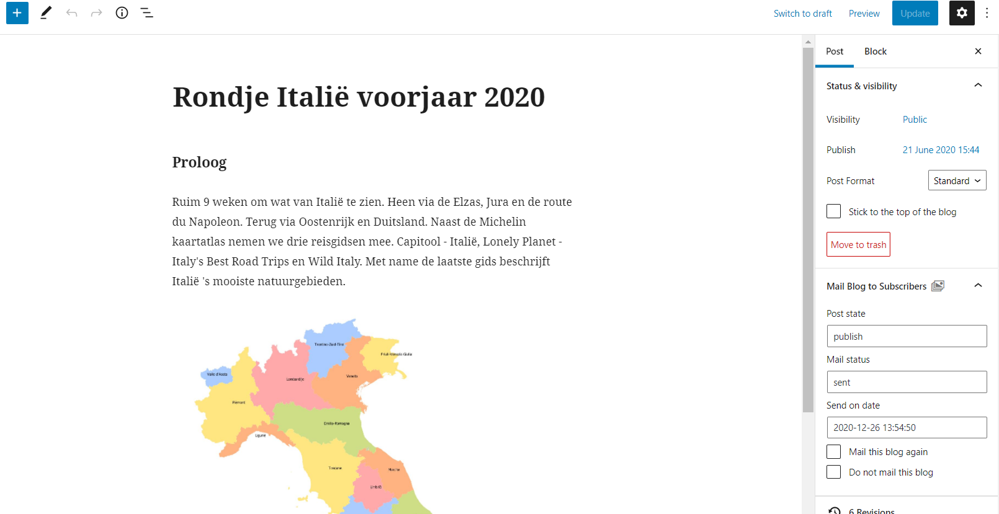 Switch to draft Preview Update
Post Block
Rondje Italië voorjaar 2020
Proloog
Ruim 9 weken om wat van Italië te zien. Heen via de Elzas, Jura en de route
du Napoleon. Terug via Oostenrijk en Duitsland. Naast de Michelin
kaartatlas nemen we drie reisgidsen mee. Capitool - Italië, Lonely Planet -
Italy's Best Road Trips en Wild Italy. Met name de laatste gids beschrijft
Italië 's mooiste natuurgebieden.
Trentino-Zuid-Tirol
Friuli-Venezia Giulia
Valle d'Aosta
Lombardije
Veneto
Piëmont
Emilia-Romagna
Ligurië
Toscane
Marche
Umbrië
Status & visibility
Visibility Public
Publish 21 June 2020 15:44
Post Format Standard
Stick to the top of the blog
Move to trash
Mail Blog to Subscribers
Post state
publish
Mail status
sent
Send on date
2020-12-26 13:54:50
Mail this blog again
Do not mail this blog
6 Revisions